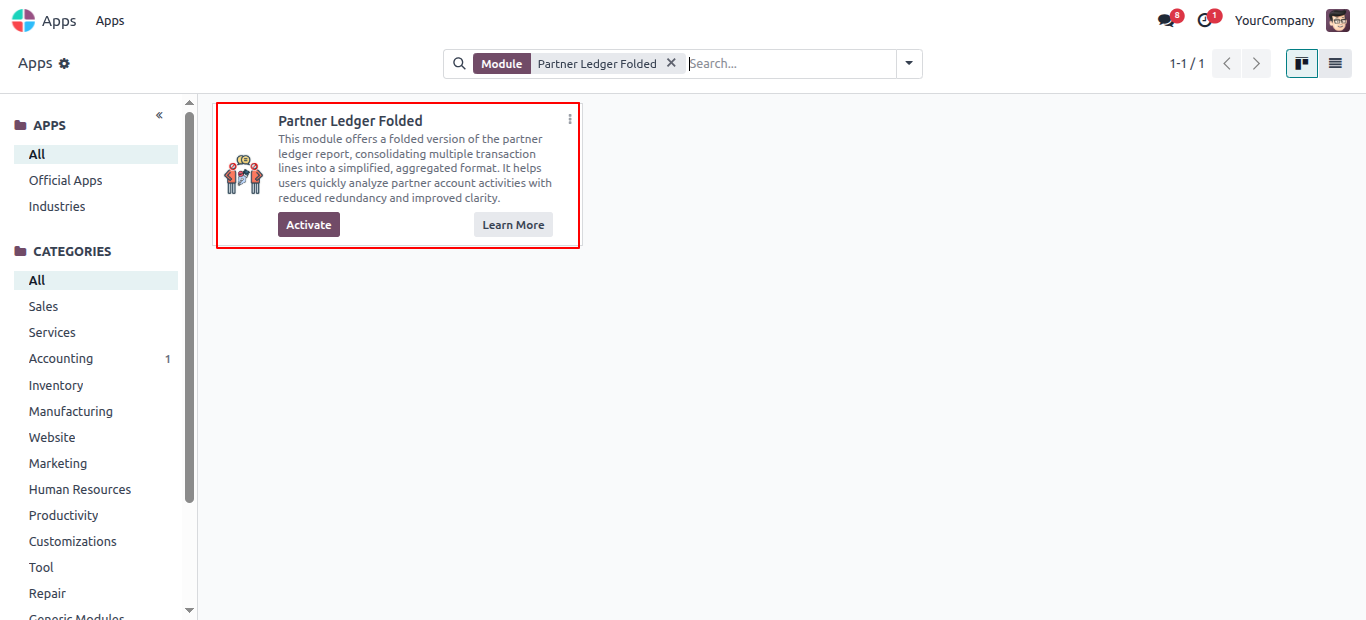 Apps Apps 8 1 YourCompany
Apps Module Partner Ledger Folded Search... 1-1 / 1
APPS
All
Official Apps
Industries
CATEGORIES
All
Sales
Services
Accounting 1
Inventory
Manufacturing
Website
Marketing
Human Resources
Productivity
Customizations
Tool
Repair
Generic Modules
Partner Ledger Folded
This module offers a folded version of the partner
ledger report, consolidating multiple transaction
lines into a simplified, aggregated format. It helps
users quickly analyze partner account activities with
reduced redundancy and improved clarity.
Activate Learn More